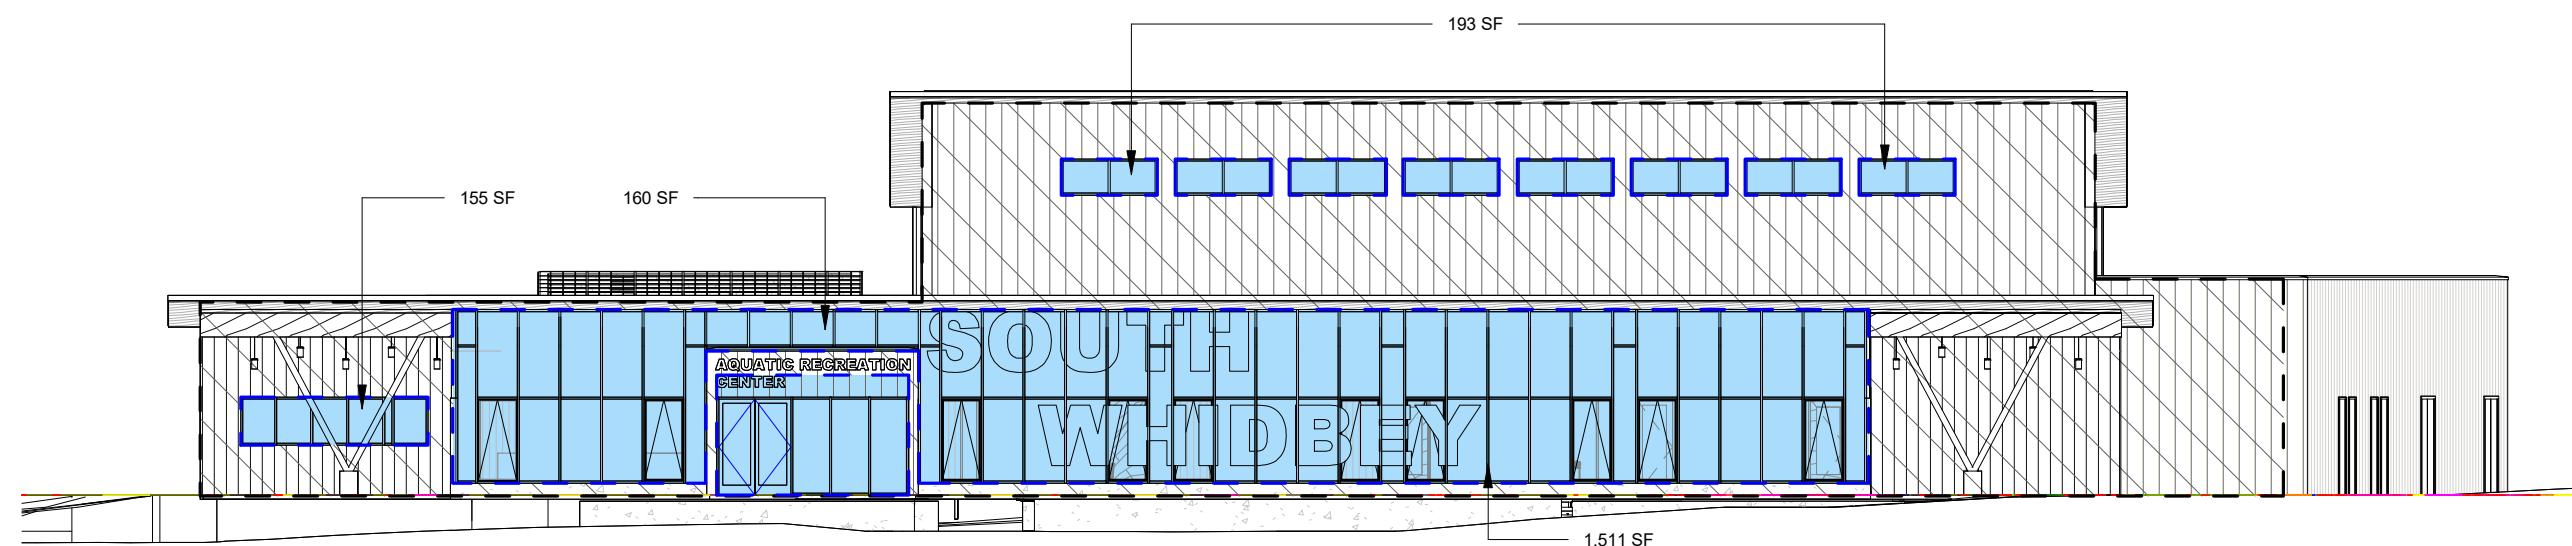 193 SF
155 SF
160 SF
SOUTH
AQUATIC RECREATION
CENTER
WHIDBEY
1,511 SF